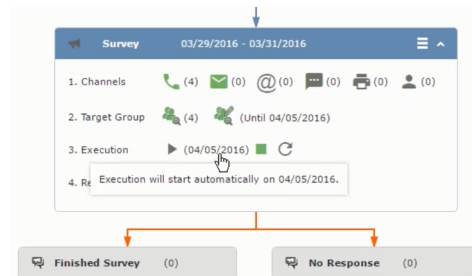 Survey 03/29/2016 - 03/31/2016
1. Channels (4) (0) @ (0) (0) (0) (0)
2. Target Group (4) (Until 04/05/2016)
3. Execution (04/05/2016)
Execution will start automatically on 04/05/2016.
4. Re
Finished Survey (0)
No Response (0)